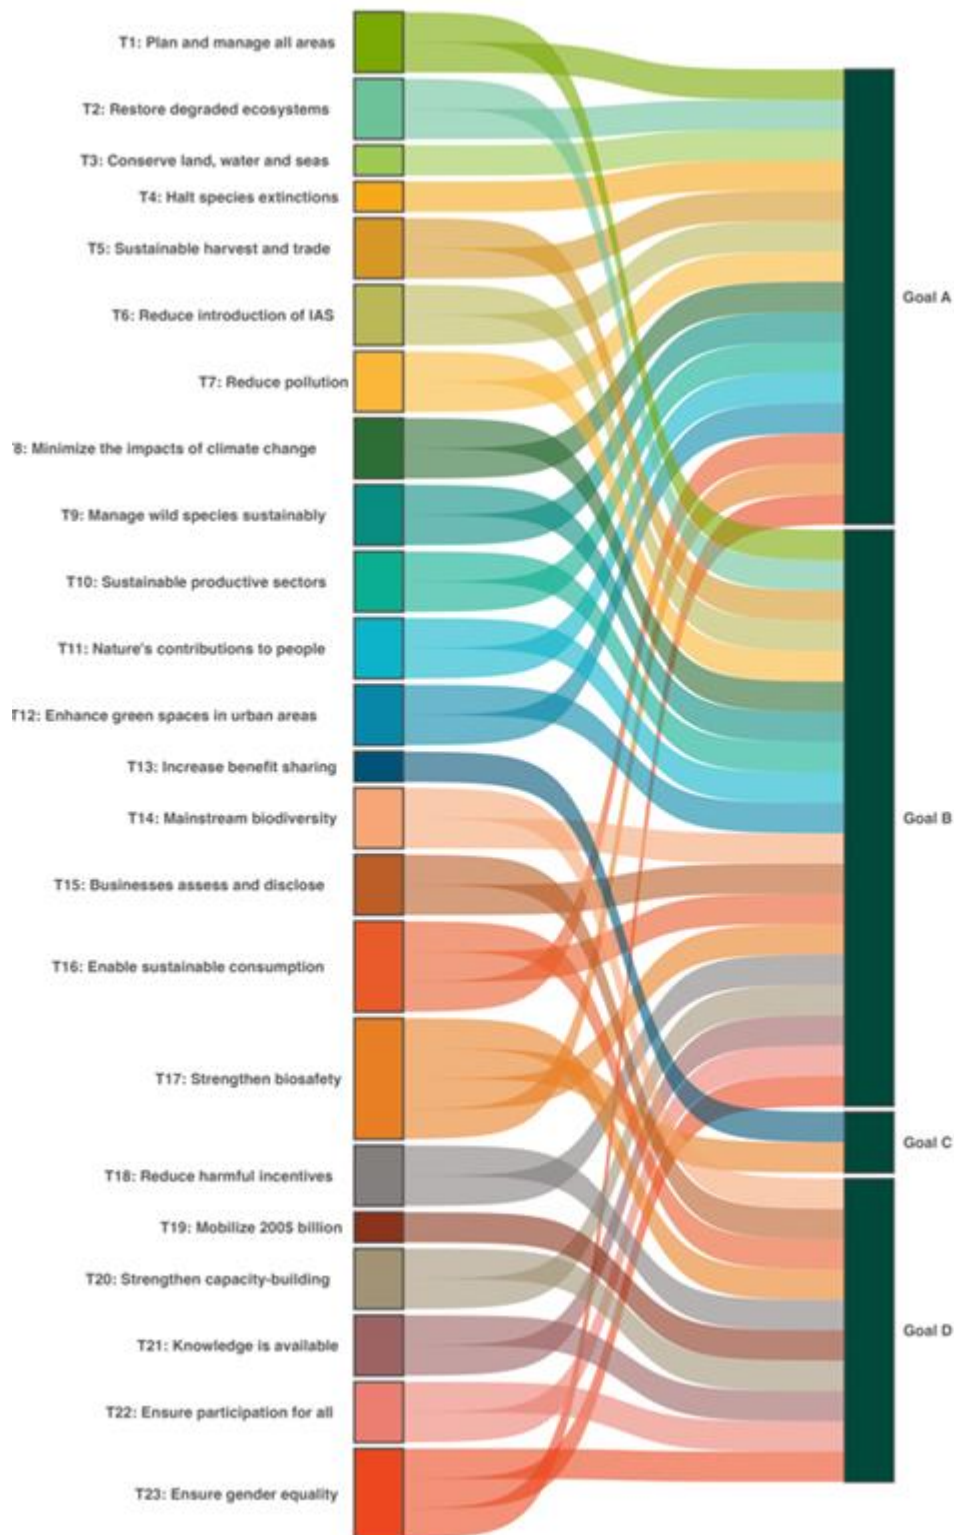 T1: Plan and manage all areas
T2: Restore degraded ecosystems
T3: Conserve land, water and seas
T4: Halt species extinctions
T5: Sustainable harvest and trade
T6: Reduce introduction of IAS
T7: Reduce pollution
8: Minimize the impacts of climate change
T9: Manage wild species sustainably
T10: Sustainable productive sectors
T11: Nature's contributions to people
T12: Enhance green spaces in urban areas
T13: Increase benefit sharing
T14: Mainstream biodiversity
T15: Businesses assess and disclose
T16: Enable sustainable consumption
T17: Strengthen biosafety
T18: Reduce harmful incentives
T19: Mobilize 200$ billion
T20: Strengthen capacity-building
T21: Knowledge is available
T22: Ensure participation for all
T23: Ensure gender equality
Goal A
Goal B
Goal C
Goal D